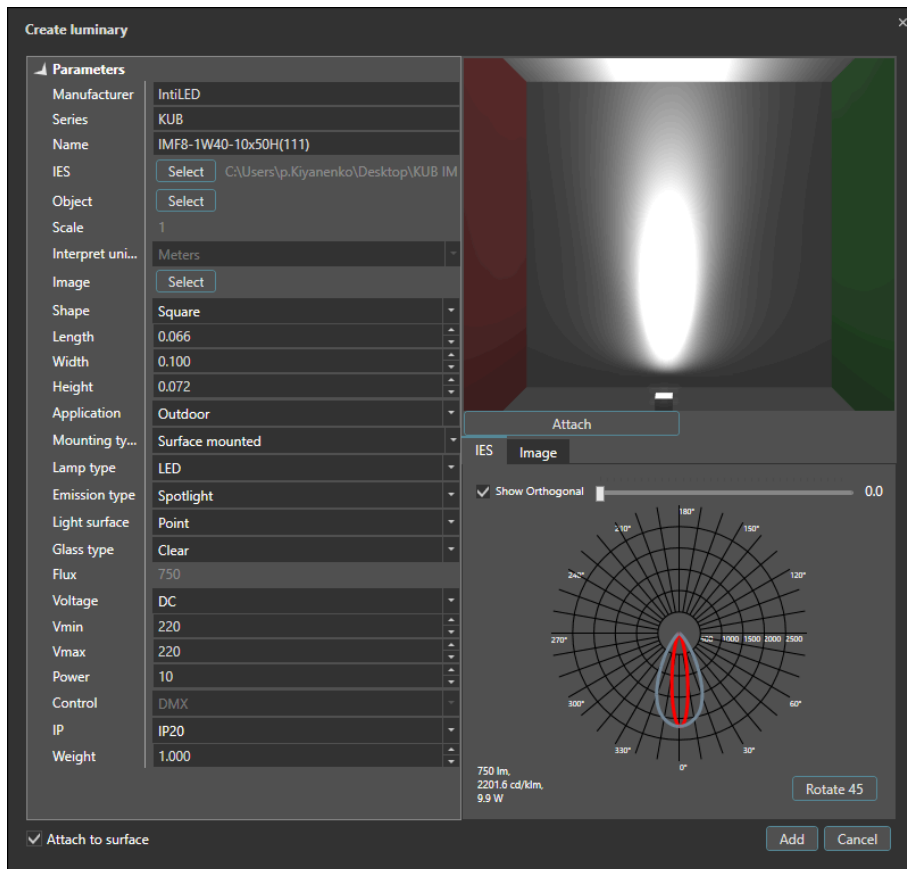 Create luminary
Parameters
Manufacturer IntiLED
Series KUB
Name IMF8-1W40-10x50H(111)
IES Select C:\Users\p.Kiyanenko\Desktop\KUB IM
Object Select
Scale 1
Interpret uni... Meters
Image Select
Shape Square
Length 0.066
Width 0.100
Height 0.072
Application Outdoor
Mounting ty... Surface mounted
Lamp type LED
Emission type Spotlight
Light surface Point
Glass type Clear
Flux 750
Voltage DC
Vmin 220
Vmax 220
Power 10
Control DMX
IP IP20
Weight 1.000
Attach to surface
Attach
IES Image
Show Orthogonal 0.0
180°
210° 150°
240° 120°
270° 500 1000 1500 2000 2500
300° 60°
330° 30°
0°
750 lm,
2201.6 cd/klm,
9.9 W
Rotate 45
Add Cancel